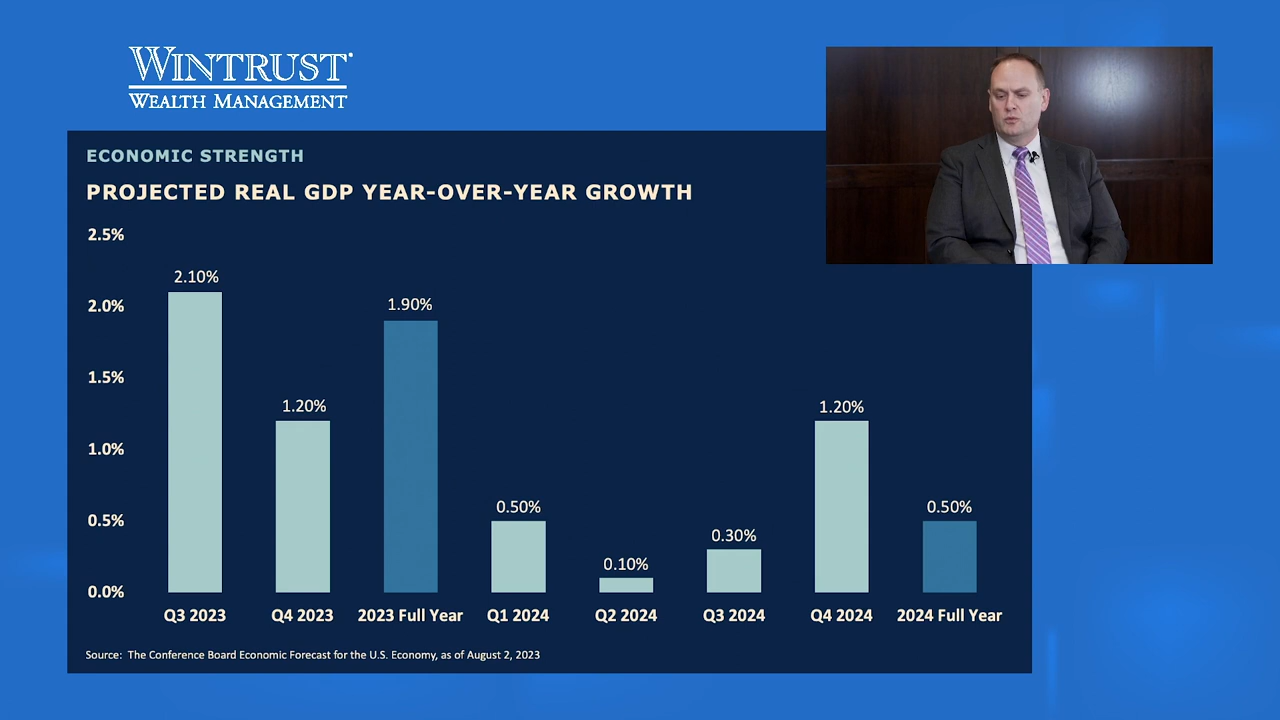 WINTRUST
WEALTH MANAGEMENT
ECONOMIC STRENGTH
PROJECTED REAL GDP YEAR-OVER-YEAR GROWTH
2.5%
2.0%
1.5%
1.0%
0.5%
0.0%
2.10%
1.20%
1.90%
0.50%
0.10%
0.30%
1.20%
0.50%
Q3 2023
Q4 2023
2023 Full Year
Q1 2024
Q2 2024
Q3 2024
Q4 2024
2024 Full Year
Source: The Conference Board Economic Forecast for the U.S. Economy, as of August 2, 2023